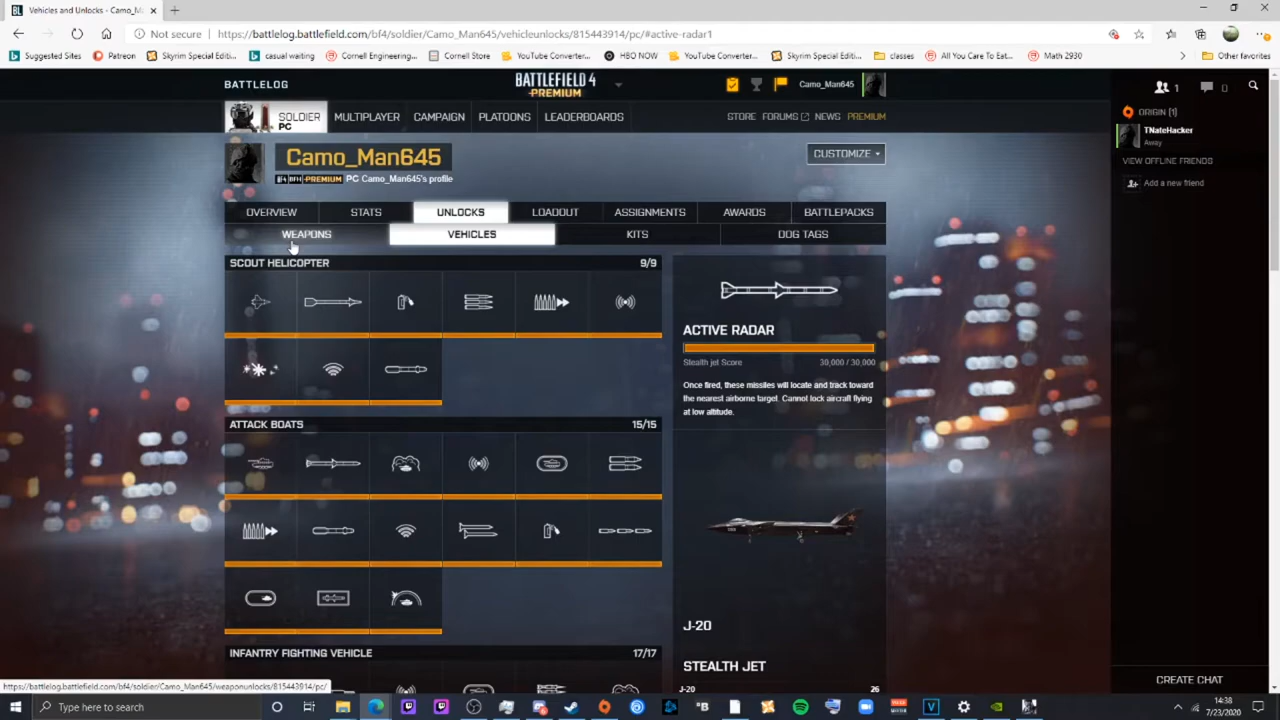 Vehicles and Unlocks - Camo_M
Not secure | https://battlelog.battlefield.com/bf4/soldier/Camo_Man645/vehicleunlocks/815443914/pc/#active-radar1
Suggested Sites Patreon Skyrim Special Edi... casual waiting Cornell Engineering,... Cornell Store YouTube Converter... HBO NOW YouTube Converter... Skyrim Special Edi... classes All You Care To Eat... Math 2930 Other favorites
BATTLELOG
BATTLEFIELD 4
PREMIUM
Camo_Man645
1 0
SOLDIER
PC
MULTIPLAYER CAMPAIGN PLATOONS LEADERBOARDS
STORE FORUMS NEWS PREMIUM
ORIGIN (1)
TNateHacker
Away
VIEW OFFLINE FRIENDS
Add a new friend
Camo_Man645
CUSTOMIZE
PREMIUM PC Camo_Man645's profile
OVERVIEW STATS UNLOCKS LOADOUT ASSIGNMENTS AWARDS BATTLEPACKS
WEAPONS VEHICLES KITS DOG TAGS
SCOUT HELICOPTER 9/9
ACTIVE RADAR
Stealth jet Score 30,000 / 30,000
Once fired, these missiles will locate and track toward
the nearest airborne target. Cannot lock aircraft flying
at low altitude.
ATTACK BOATS 15/15
J-20
INFANTRY FIGHTING VEHICLE 17/17
STEALTH JET
J-20 26
CREATE CHAT
https://battlelog.battlefield.com/bf4/soldier/Camo_Man645/weaponunlocks/815443914/pc/
Type here to search
14:38
7/23/2020